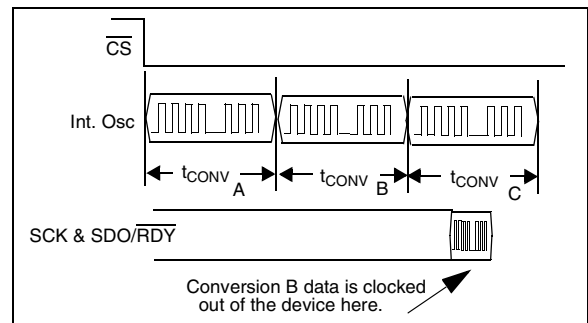 CS
Int. Osc
tCONV A tCONV B tCONV C
SCK & SDO/RDY
Conversion B data is clocked
out of the device here.